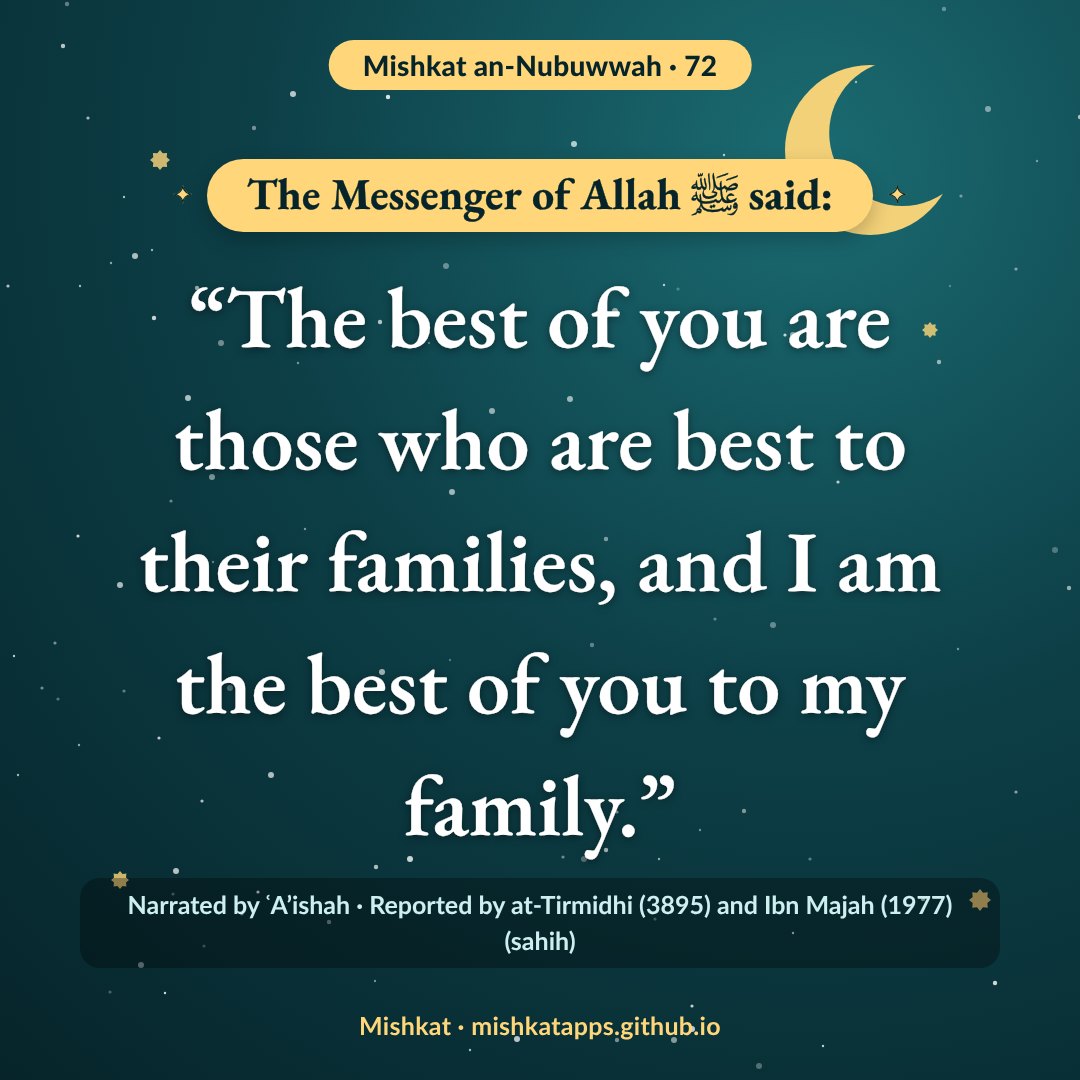 Mishkat an-Nubuwwah · 72
The Messenger of Allah ﷺ said:
“The best of you are
those who are best to
their families, and I am
the best of you to my
family.”
Narrated by ʿA’ishah · Reported by at-Tirmidhi (3895) and Ibn Majah (1977)
(sahih)
Mishkat · mishkatapps.github.io